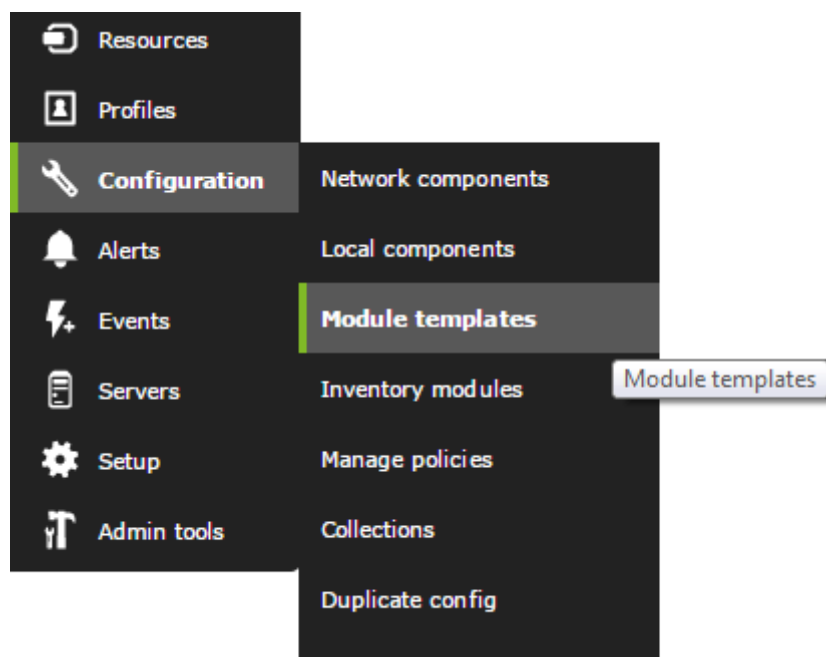 Resources
Profiles
Configuration
Alerts
Events
Servers
Setup
Admin tools
Network components
Local components
Module templates
Module templates
Inventory modules
Manage policies
Collections
Duplicate config